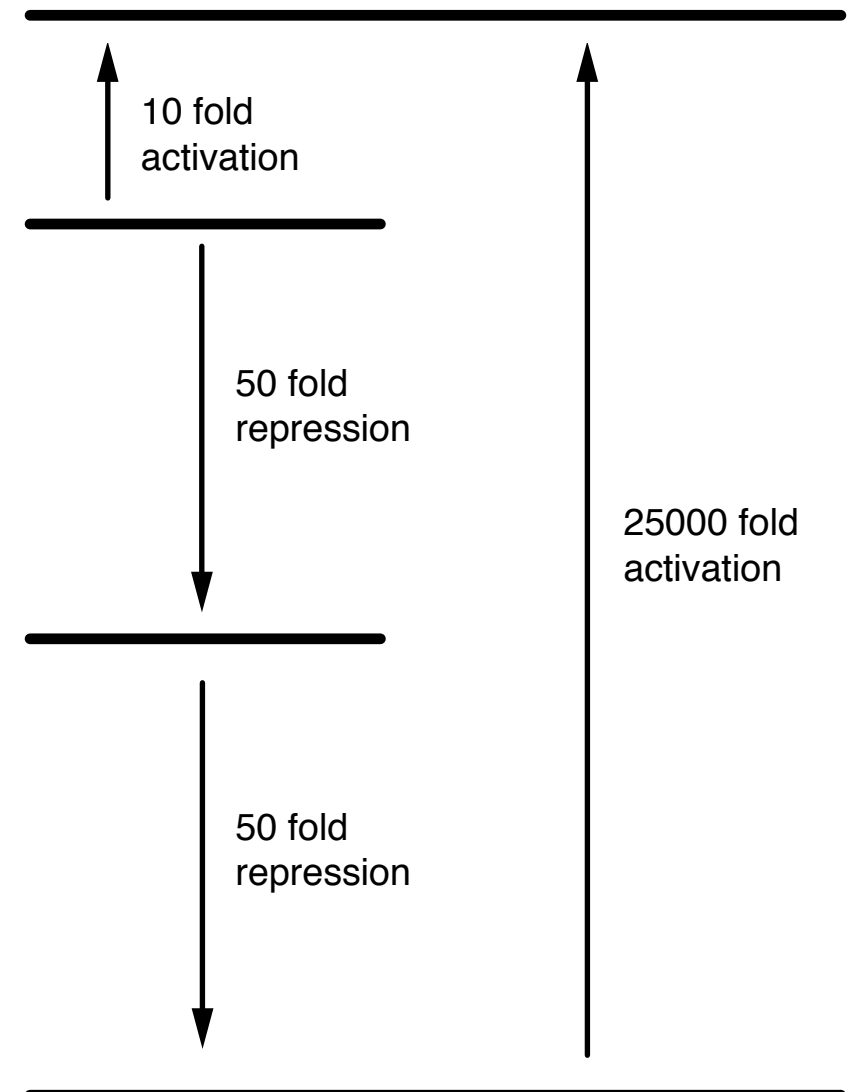 10 fold
activation
50 fold
repression
25000 fold
activation
50 fold
repression